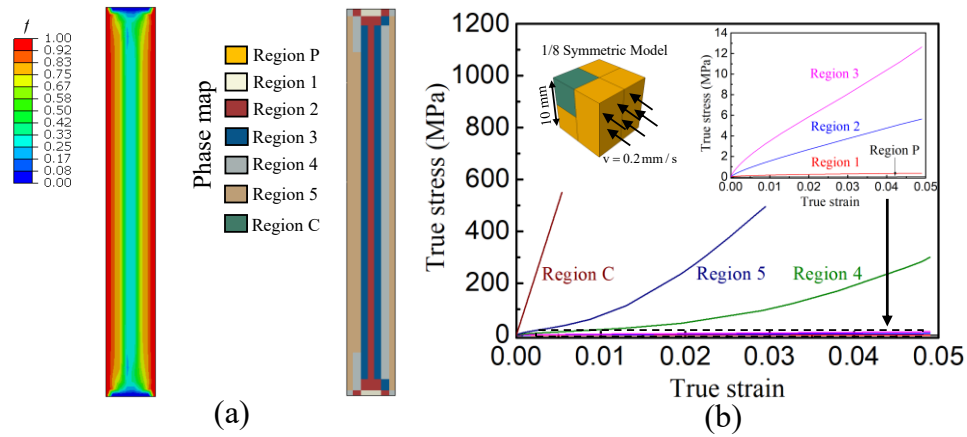 f
1.00
0.92
0.83
0.75
0.67
0.58
0.50
0.42
0.33
0.25
0.17
0.08
0.00
Phase map
Region P
Region 1
Region 2
Region 3
Region 4
Region 5
Region C
(a)
True stress (MPa)
1200
1000
800
600
400
200
0
0.00 0.01 0.02 0.03 0.04 0.05
True strain
Region C
Region 5
Region 4
1/8 Symmetric Model
10 mm
v = 0.2 mm / s
True stress (MPa)
14
12
10
8
6
4
2
0
0.00 0.01 0.02 0.03 0.04 0.05
True strain
Region 3
Region 2
Region P
Region 1
(b)